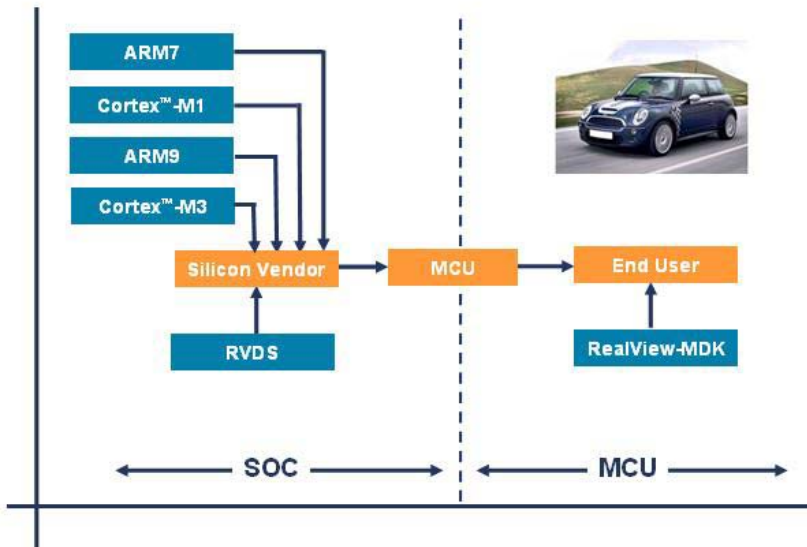 ARM7
Cortex™-M1
ARM9
Cortex™-M3
Silicon Vendor
MCU
End User
RVDS
RealView-MDK
SOC
MCU